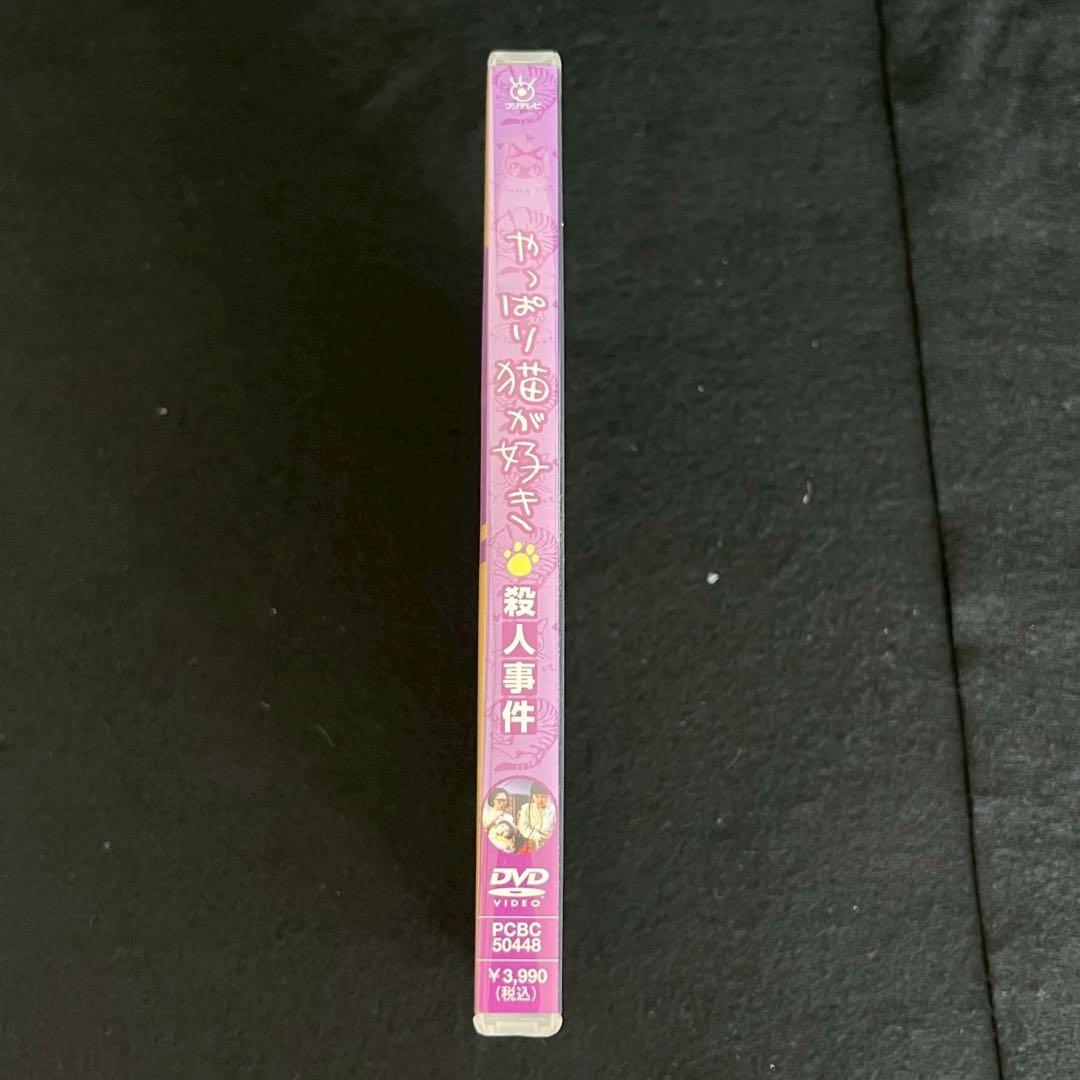 フジテレビ
やっぱり猫が好き
殺人事件
DVD
VIDEO
PCBC
50448
￥3,990
(税込)